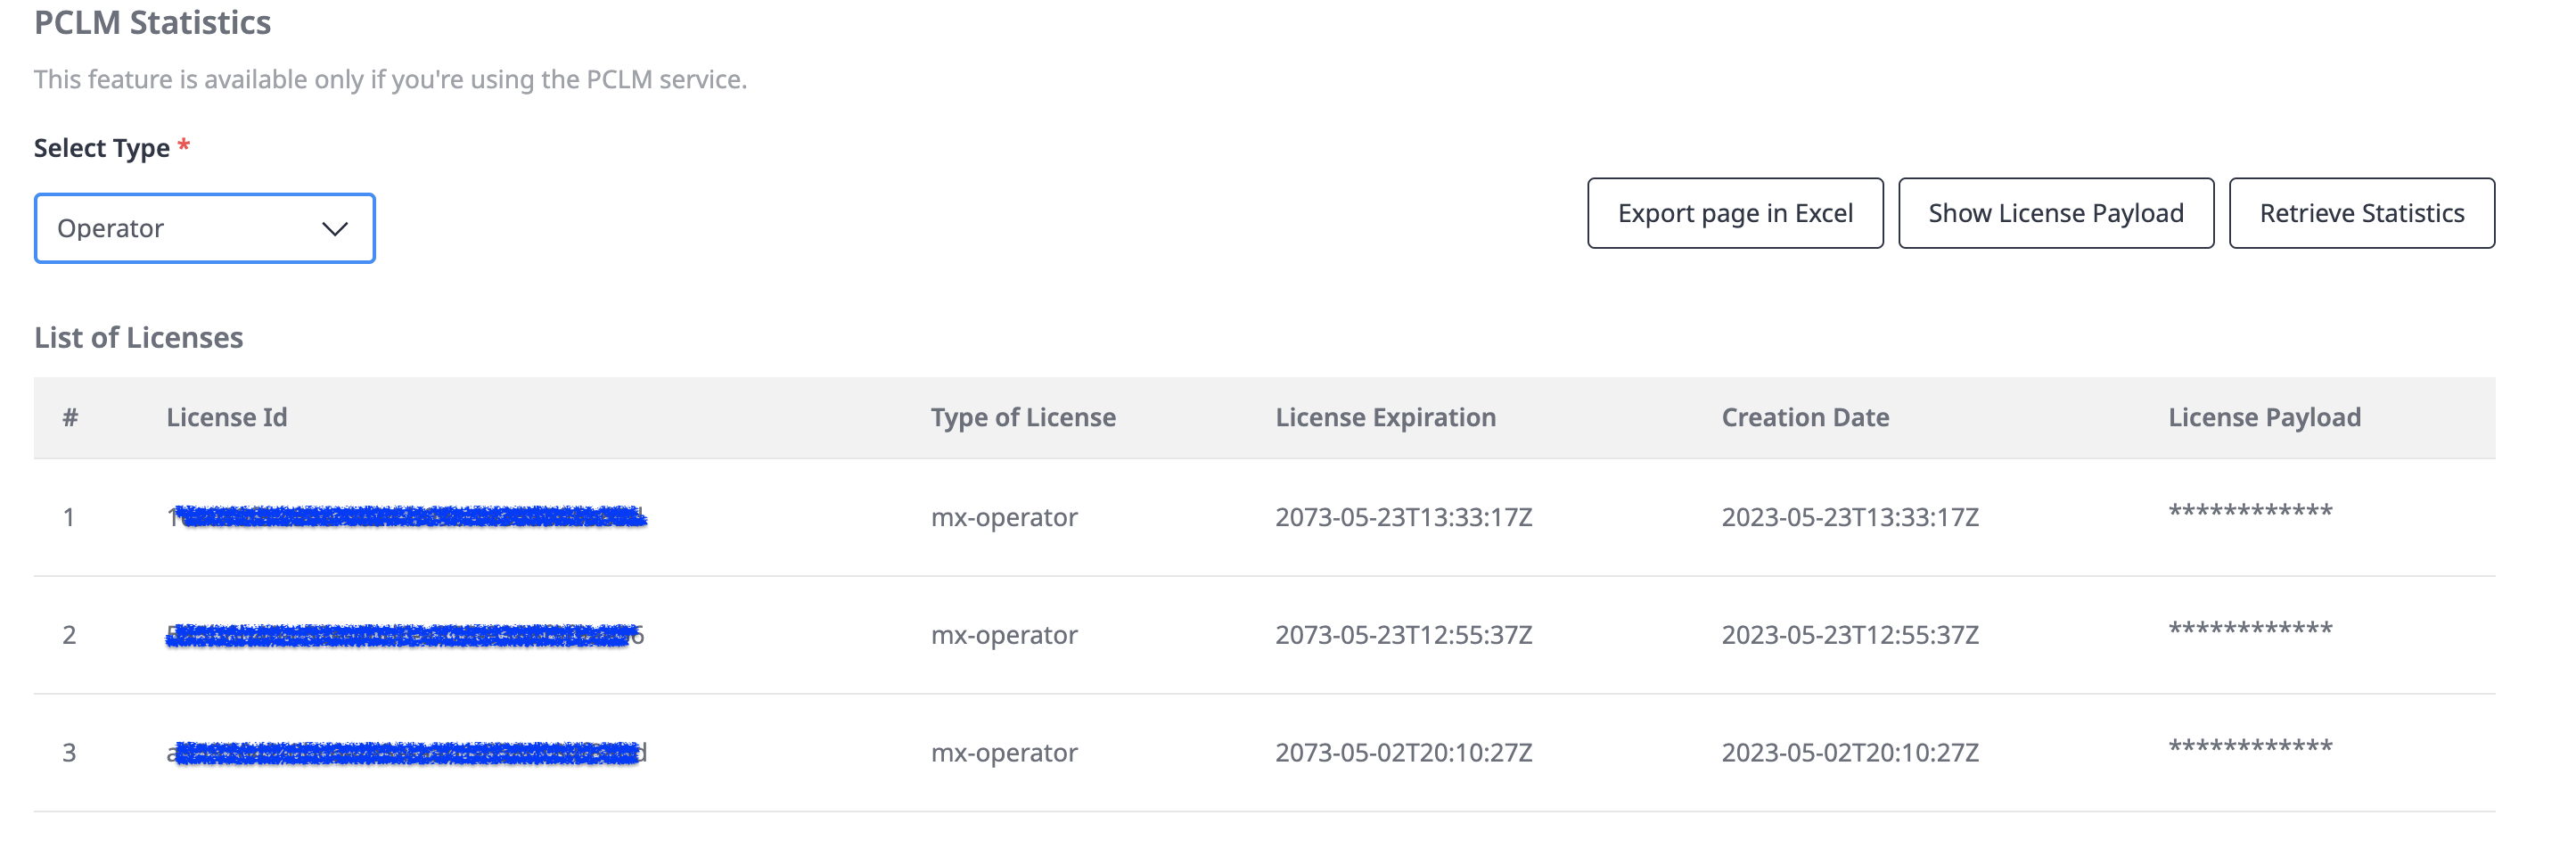 PCLM Statistics
This feature is available only if you're using the PCLM service.
Select Type *
Operator
Export page in Excel Show License Payload Retrieve Statistics
List of Licenses
# License Id Type of License License Expiration Creation Date License Payload
1 mx-operator 2073-05-23T13:33:17Z 2023-05-23T13:33:17Z ************
2 mx-operator 2073-05-23T12:55:37Z 2023-05-23T12:55:37Z ************
3 mx-operator 2073-05-02T20:10:27Z 2023-05-02T20:10:27Z ************